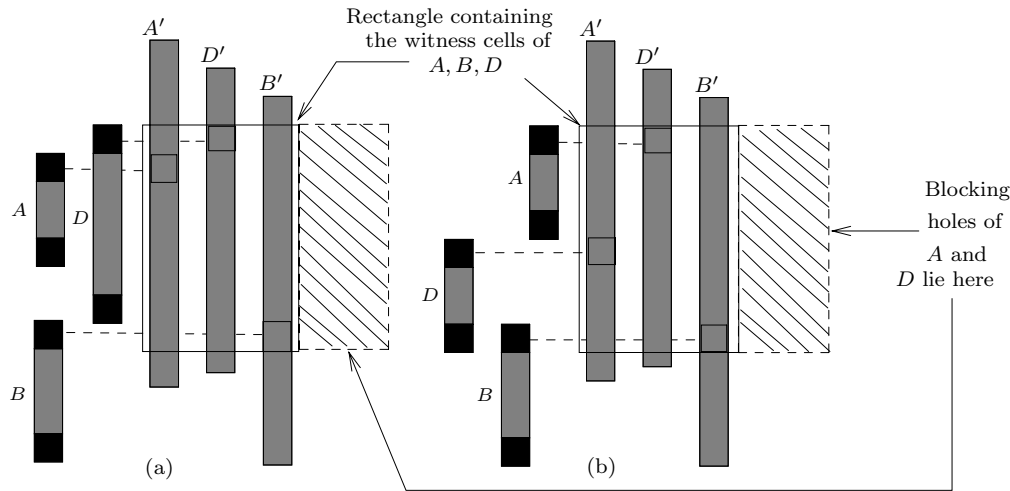 Rectangle containing
the witness cells of
A, B, D
A′
D′
B′
A
D
B
(a)
A′
D′
B′
A
D
B
(b)
Blocking
holes of
A and
D lie here